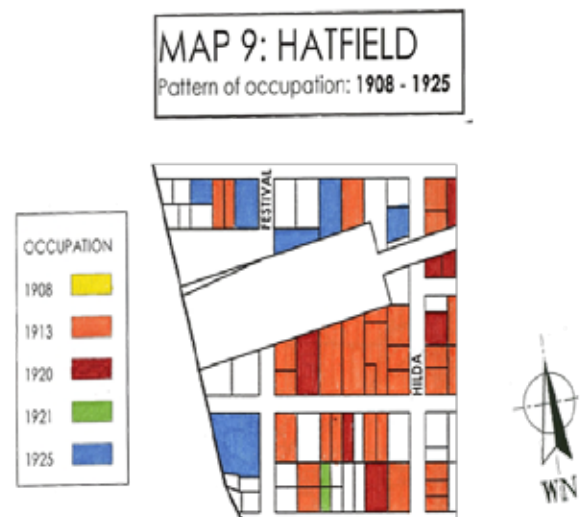 MAP 9: HATFIELD
Pattern of occupation: 1908 - 1925
FESTIVAL
OCCUPATION
1908
1913
1920
1921
1925
HILDA
WN